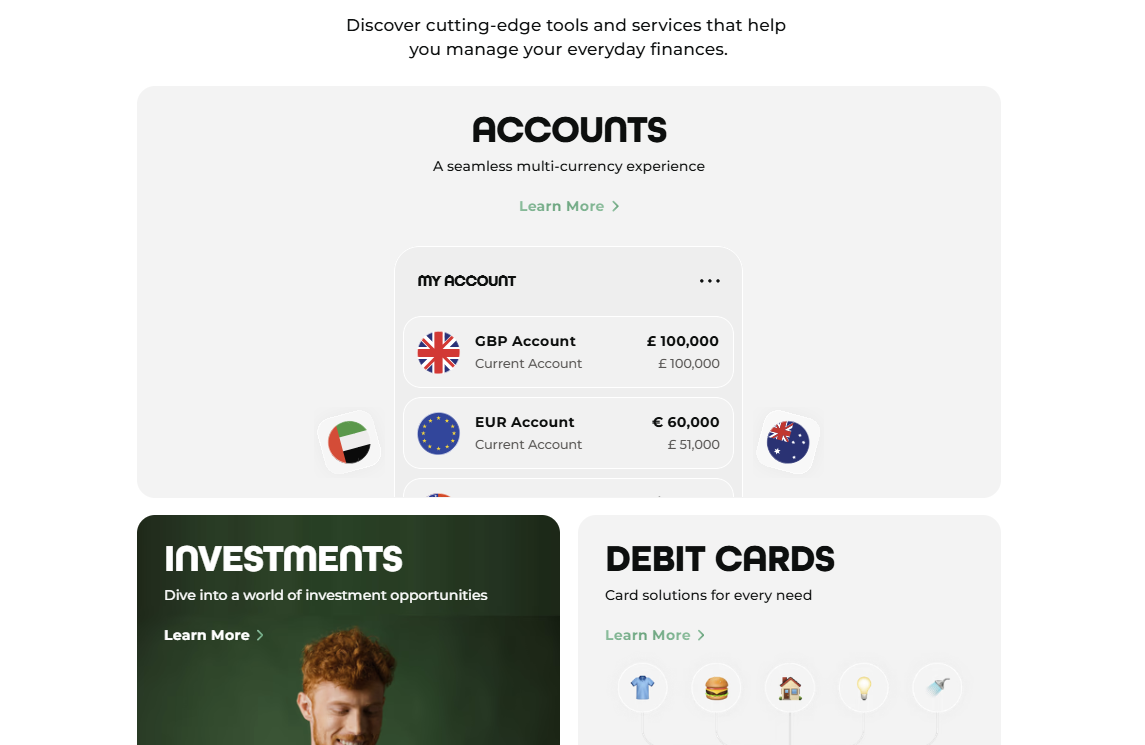 Discover cutting-edge tools and services that help
you manage your everyday finances.
ACCOUNTS
A seamless multi-currency experience
Learn More
MY ACCOUNT
GBP Account
£ 100,000
Current Account
£ 100,000
EUR Account
€ 60,000
Current Account
£ 51,000
INVESTMENTS
Dive into a world of investment opportunities
Learn More
DEBIT CARDS
Card solutions for every need
Learn More